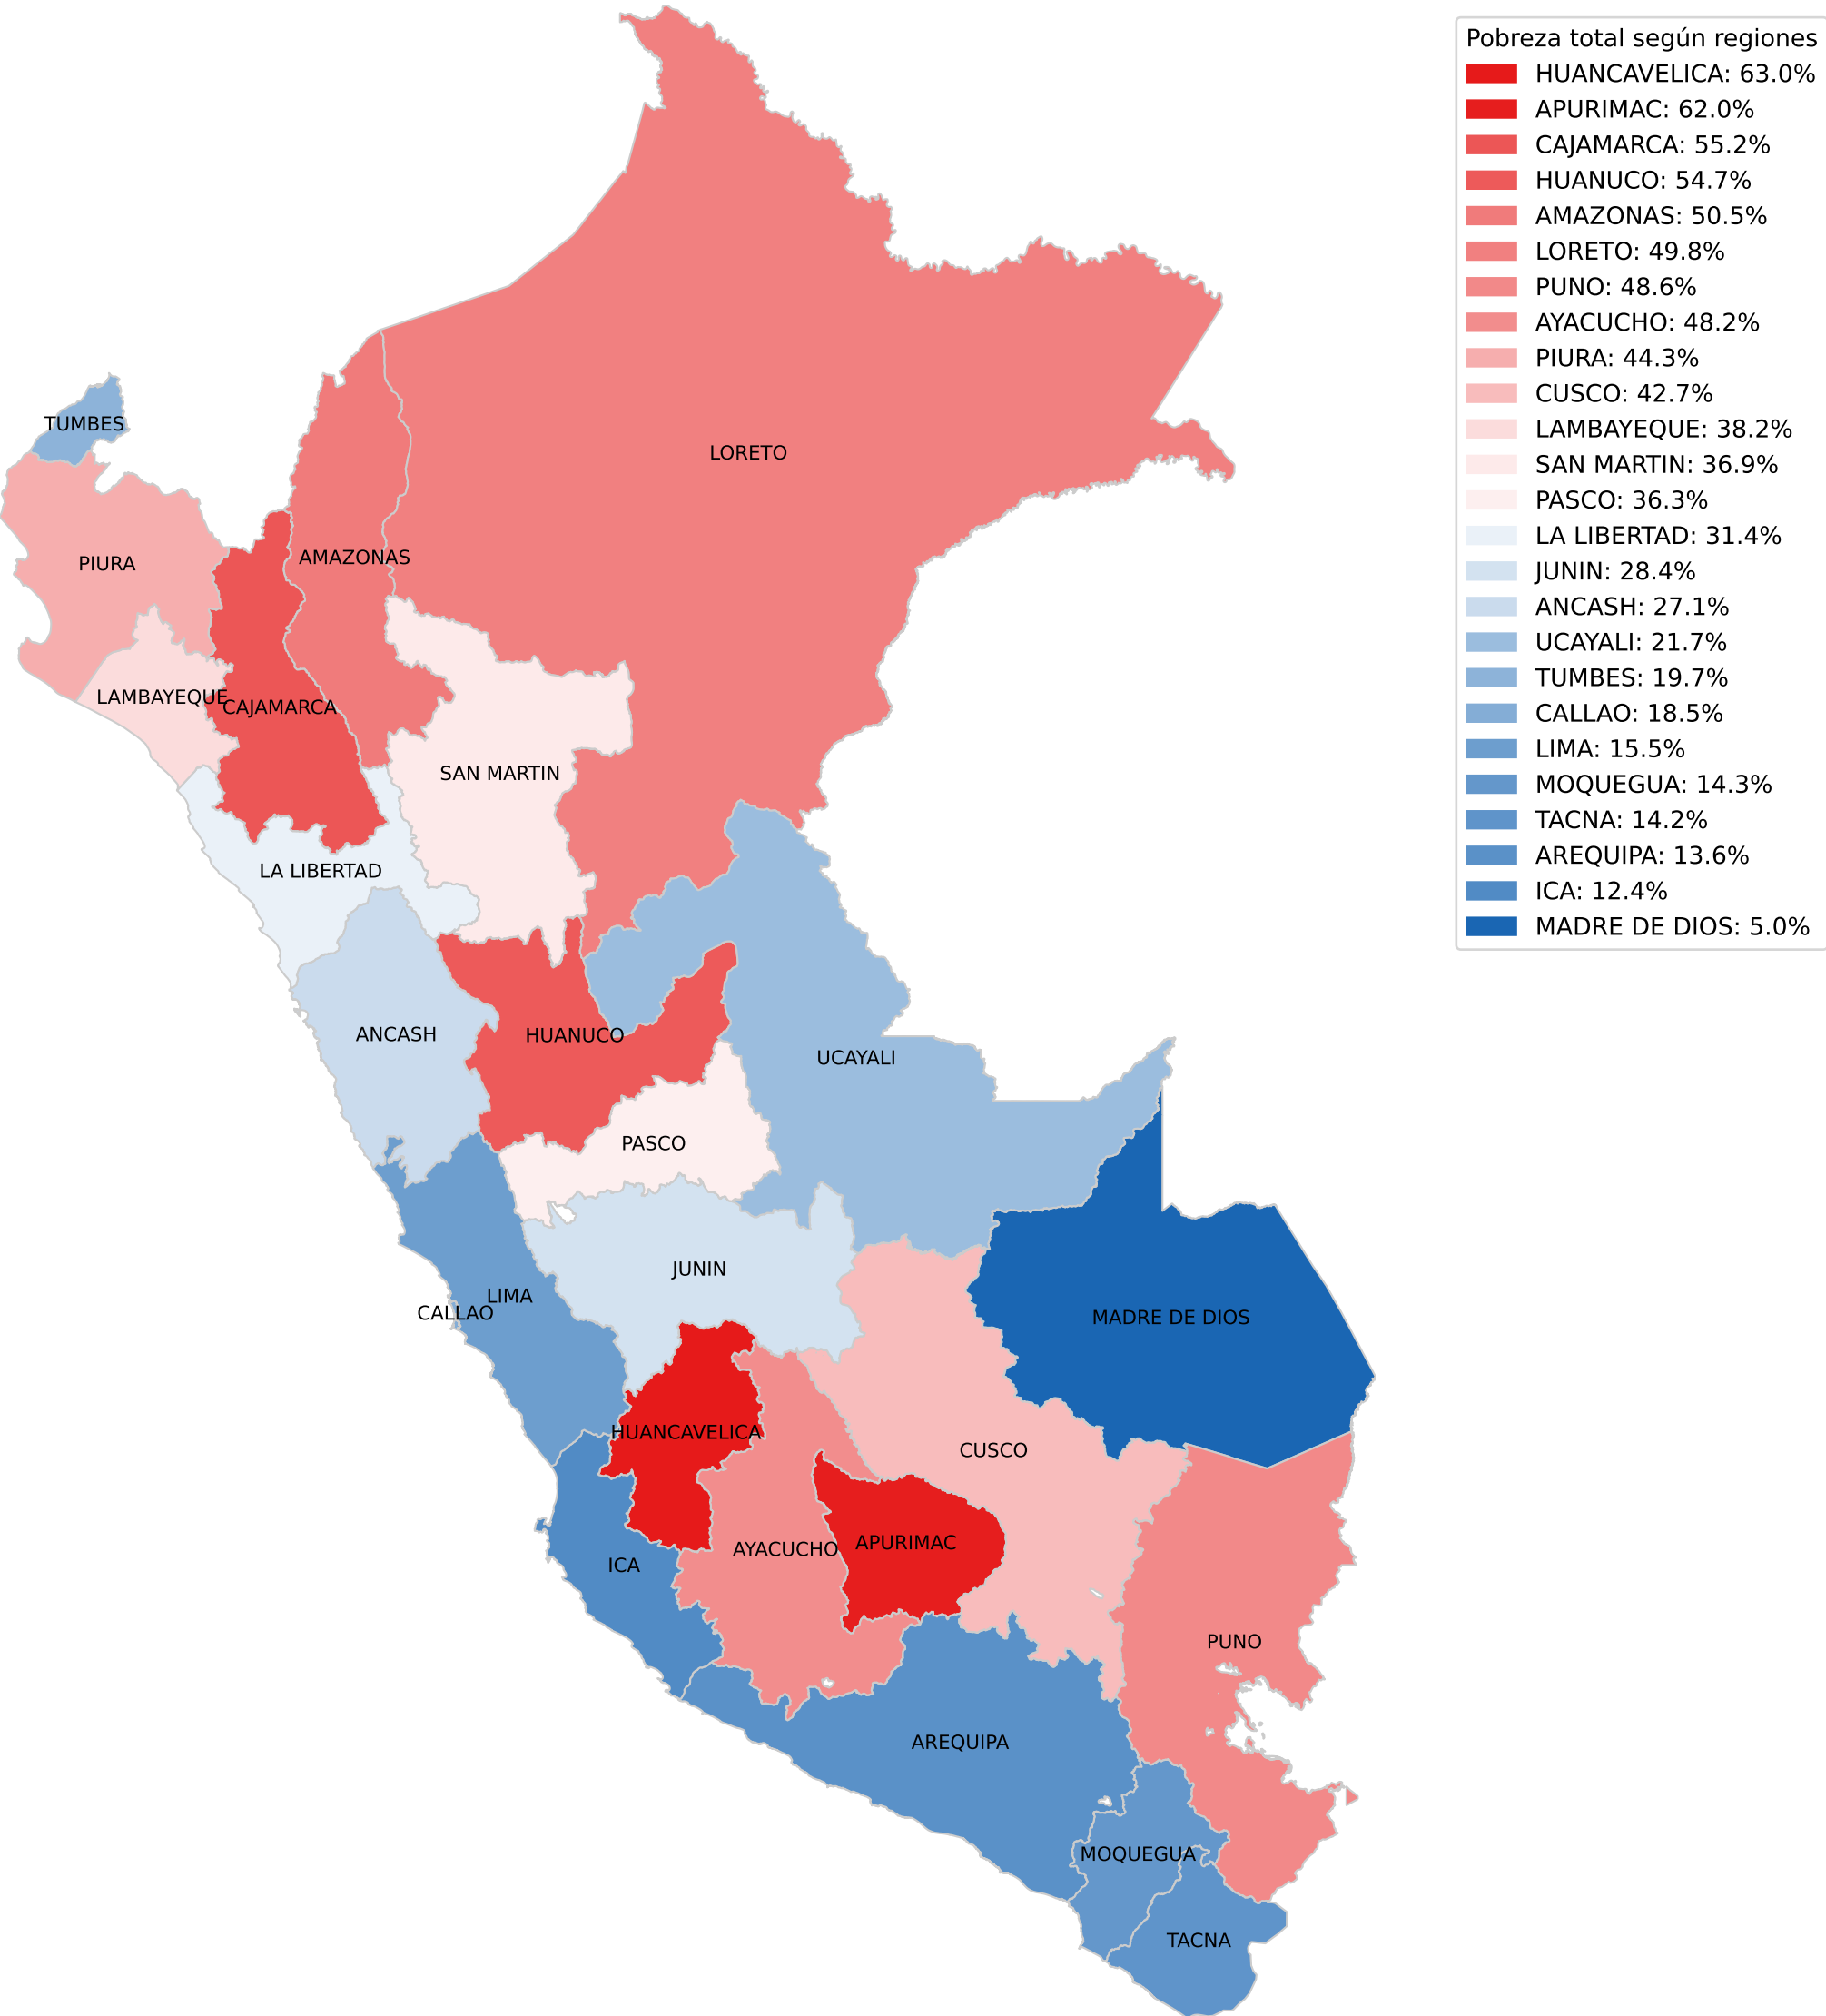 Pobreza total según regiones
HUANCAVELICA: 63.0%
APURIMAC: 62.0%
CAJAMARCA: 55.2%
HUANUCO: 54.7%
AMAZONAS: 50.5%
LORETO: 49.8%
PUNO: 48.6%
AYACUCHO: 48.2%
PIURA: 44.3%
CUSCO: 42.7%
LAMBAYEQUE: 38.2%
SAN MARTIN: 36.9%
PASCO: 36.3%
LA LIBERTAD: 31.4%
JUNIN: 28.4%
ANCASH: 27.1%
UCAYALI: 21.7%
TUMBES: 19.7%
CALLAO: 18.5%
LIMA: 15.5%
MOQUEGUA: 14.3%
TACNA: 14.2%
AREQUIPA: 13.6%
ICA: 12.4%
MADRE DE DIOS: 5.0%
TUMBES
LORETO
PIURA
AMAZONAS
LAMBAYEQUE
CAJAMARCA
SAN MARTIN
LA LIBERTAD
ANCASH
HUANUCO
UCAYALI
PASCO
JUNIN
LIMA
CALLAO
MADRE DE DIOS
HUANCAVELICA
CUSCO
APURIMAC
AYACUCHO
ICA
PUNO
AREQUIPA
MOQUEGUA
TACNA